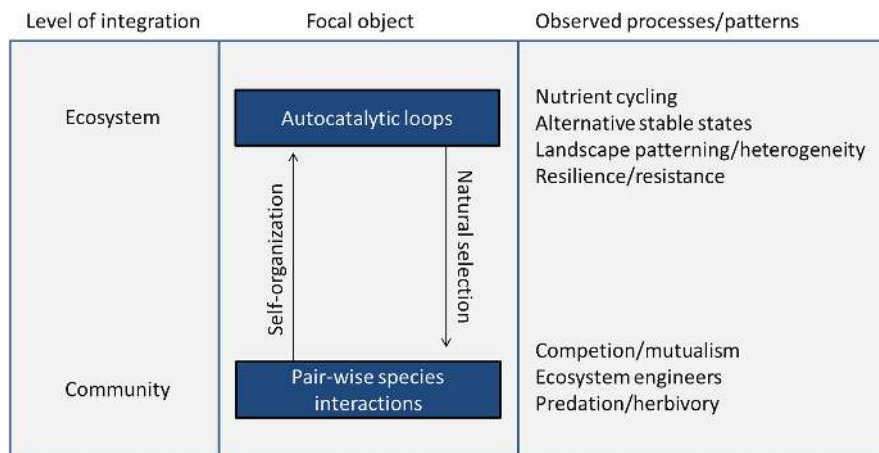 Level of integration
Focal object
Observed processes/patterns
Ecosystem
Autocatalytic loops
Nutrient cycling
Alternative stable states
Landscape patterning/heterogeneity
Resilience/resistance
Self-organization
Natural selection
Community
Pair-wise species
interactions
Competion/mutualism
Ecosystem engineers
Predation/herbivory